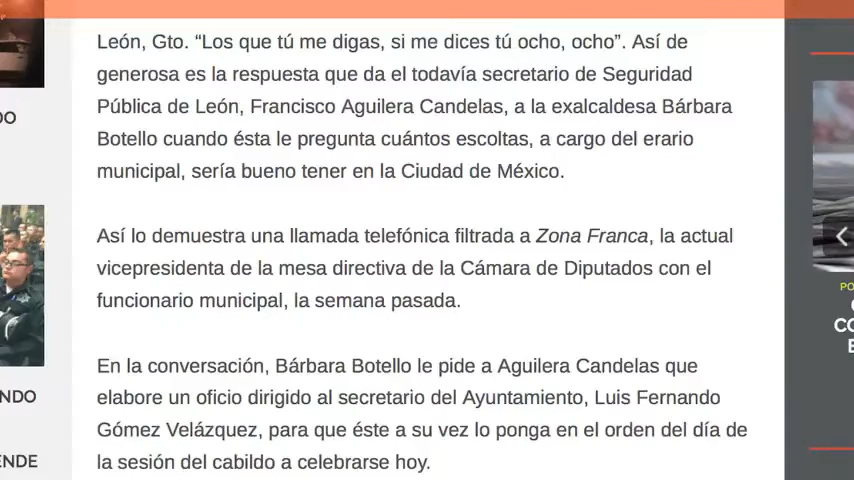 León, Gto. “Los que tú me digas, si me dices tú ocho, ocho”. Así de
generosa es la respuesta que da el todavía secretario de Seguridad
Pública de León, Francisco Aguilera Candelas, a la exalcaldesa Bárbara
Botello cuando ésta le pregunta cuántos escoltas, a cargo del erario
municipal, sería bueno tener en la Ciudad de México.
Así lo demuestra una llamada telefónica filtrada a Zona Franca, la actual
vicepresidenta de la mesa directiva de la Cámara de Diputados con el
funcionario municipal, la semana pasada.
En la conversación, Bárbara Botello le pide a Aguilera Candelas que
elabore un oficio dirigido al secretario del Ayuntamiento, Luis Fernando
Gómez Velázquez, para que éste a su vez lo ponga en el orden del día de
la sesión del cabildo a celebrarse hoy.